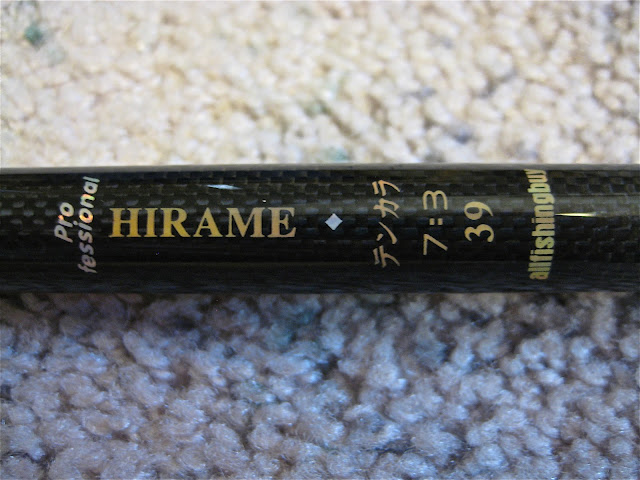 Pro
fessional
HIRAME
テンカラ
7:3
39
allfishingbuy